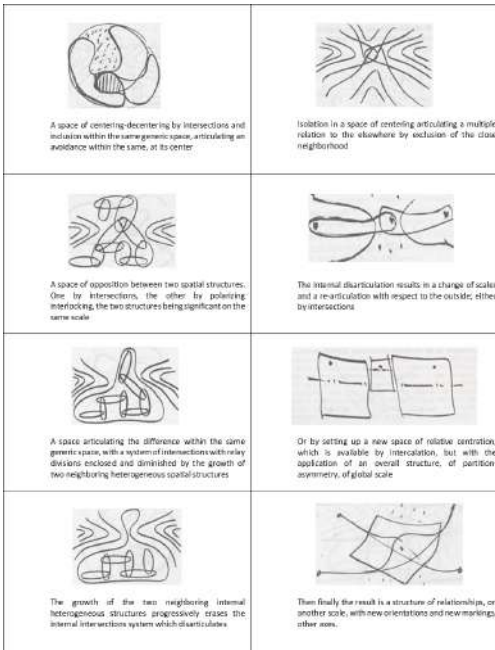 A space of centering-decentering by intersections and
inclusion within the same generic space, articulating an
avoidance within the same, at its center
Isolation in a space of centering articulating a multiple
relation to the elsewhere by exclusion of the close
neighborhood
A space of opposition between two spatial structures.
One by intersections, the other by polarizing
interlocking, the two structures being significant on the
same scale
The internal disarticulation results in a change of scale
and a re-articulation with respect to the outside; either
by intersections
A space articulating the difference within the same
generic space, with a system of intersections with relay
divisions enclosed and diminished by the growth of
two neighboring heterogeneous spatial structures
Or by setting up a new space of relative centration,
which is available by intercalation, but with the
application of an overall structure, of partition
asymmetry, of global scale
The growth of the two neighboring internal
heterogeneous structures progressively erases the
internal intersections system which disarticulates
Then finally the result is a structure of relationships, on
another scale, with new orientations and new markings,
other axes.